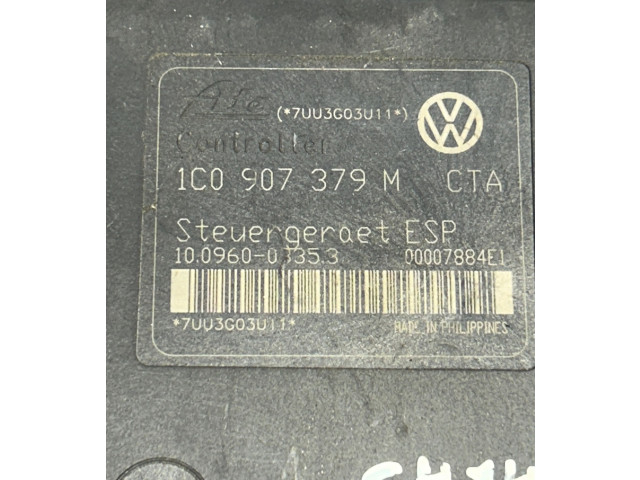 Ate (*7UU3G03U11*)
Controller
1C0 907 379 M CTA
Steuergeraet ESP
10.0960-0335.3 00007884E1
*7UU3G03U11*
MADE IN PHILIPPINES